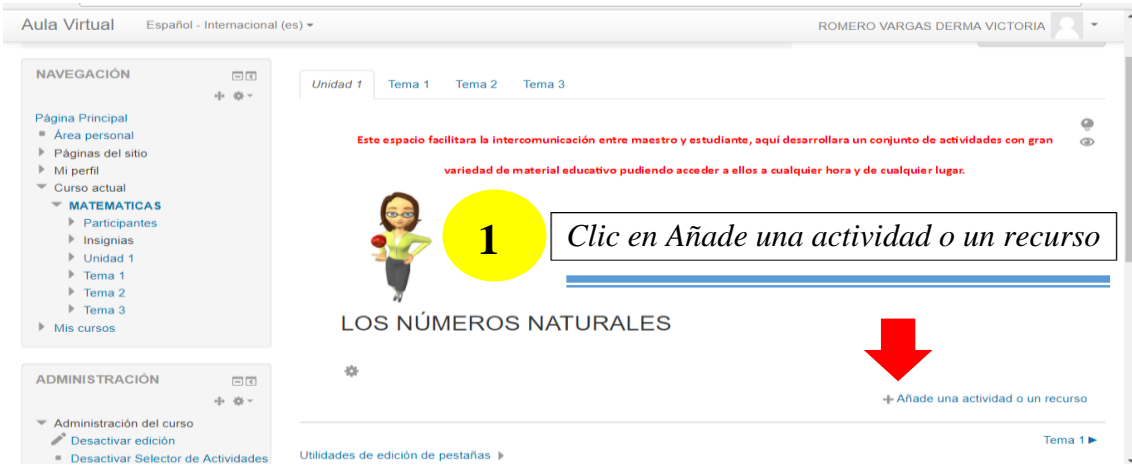 Aula Virtual Español - Internacional (es) ROMERO VARGAS DERMA VICTORIA
NAVEGACIÓN
Página Principal
Área personal
Páginas del sitio
Mi perfil
Curso actual
MATEMATICAS
Participantes
Insignias
Unidad 1
Tema 1
Tema 2
Tema 3
Mis cursos
ADMINISTRACIÓN
Administración del curso
Desactivar edición
Desactivar Selector de Actividades
Unidad 1 Tema 1 Tema 2 Tema 3
Este espacio facilitara la intercomunicación entre maestro y estudiante, aquí desarrollara un conjunto de actividades con gran
variedad de material educativo pudiendo acceder a ellos a cualquier hora y de cualquier lugar.
1 Clic en Añade una actividad o un recurso
LOS NÚMEROS NATURALES
Añade una actividad o un recurso
Tema 1
Utilidades de edición de pestañas